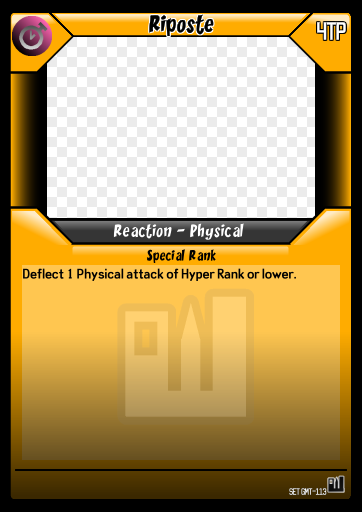 Riposte
4TP
Reaction - Physical
Special Rank
Deflect 1 Physical attack of Hyper Rank or lower.
SET GMT-113